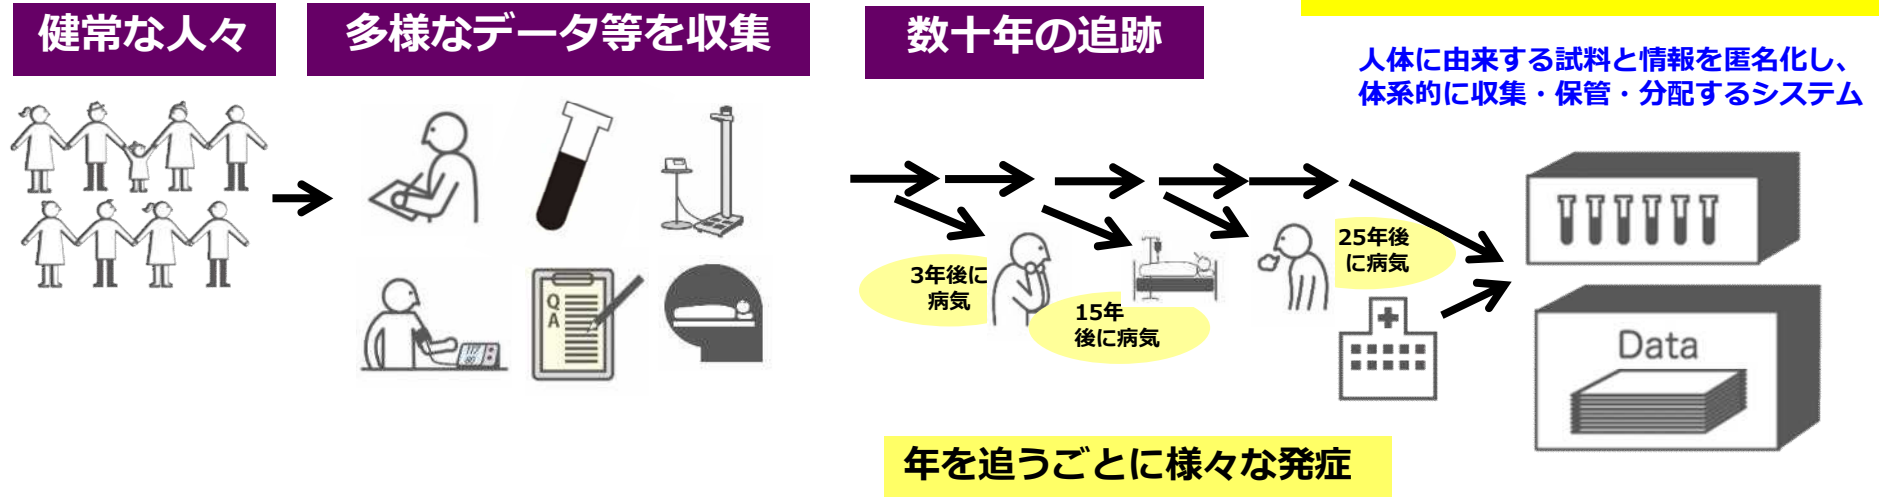 健常な人々
多様なデータ等を収集
数十年の追跡
人体に由来する試料と情報を匿名化し、
体系的に収集・保管・分配するシステム
3年後に
病気
15年
後に病気
25年後
に病気
Q
A
117
80
Data
年を追うごとに様々な発症